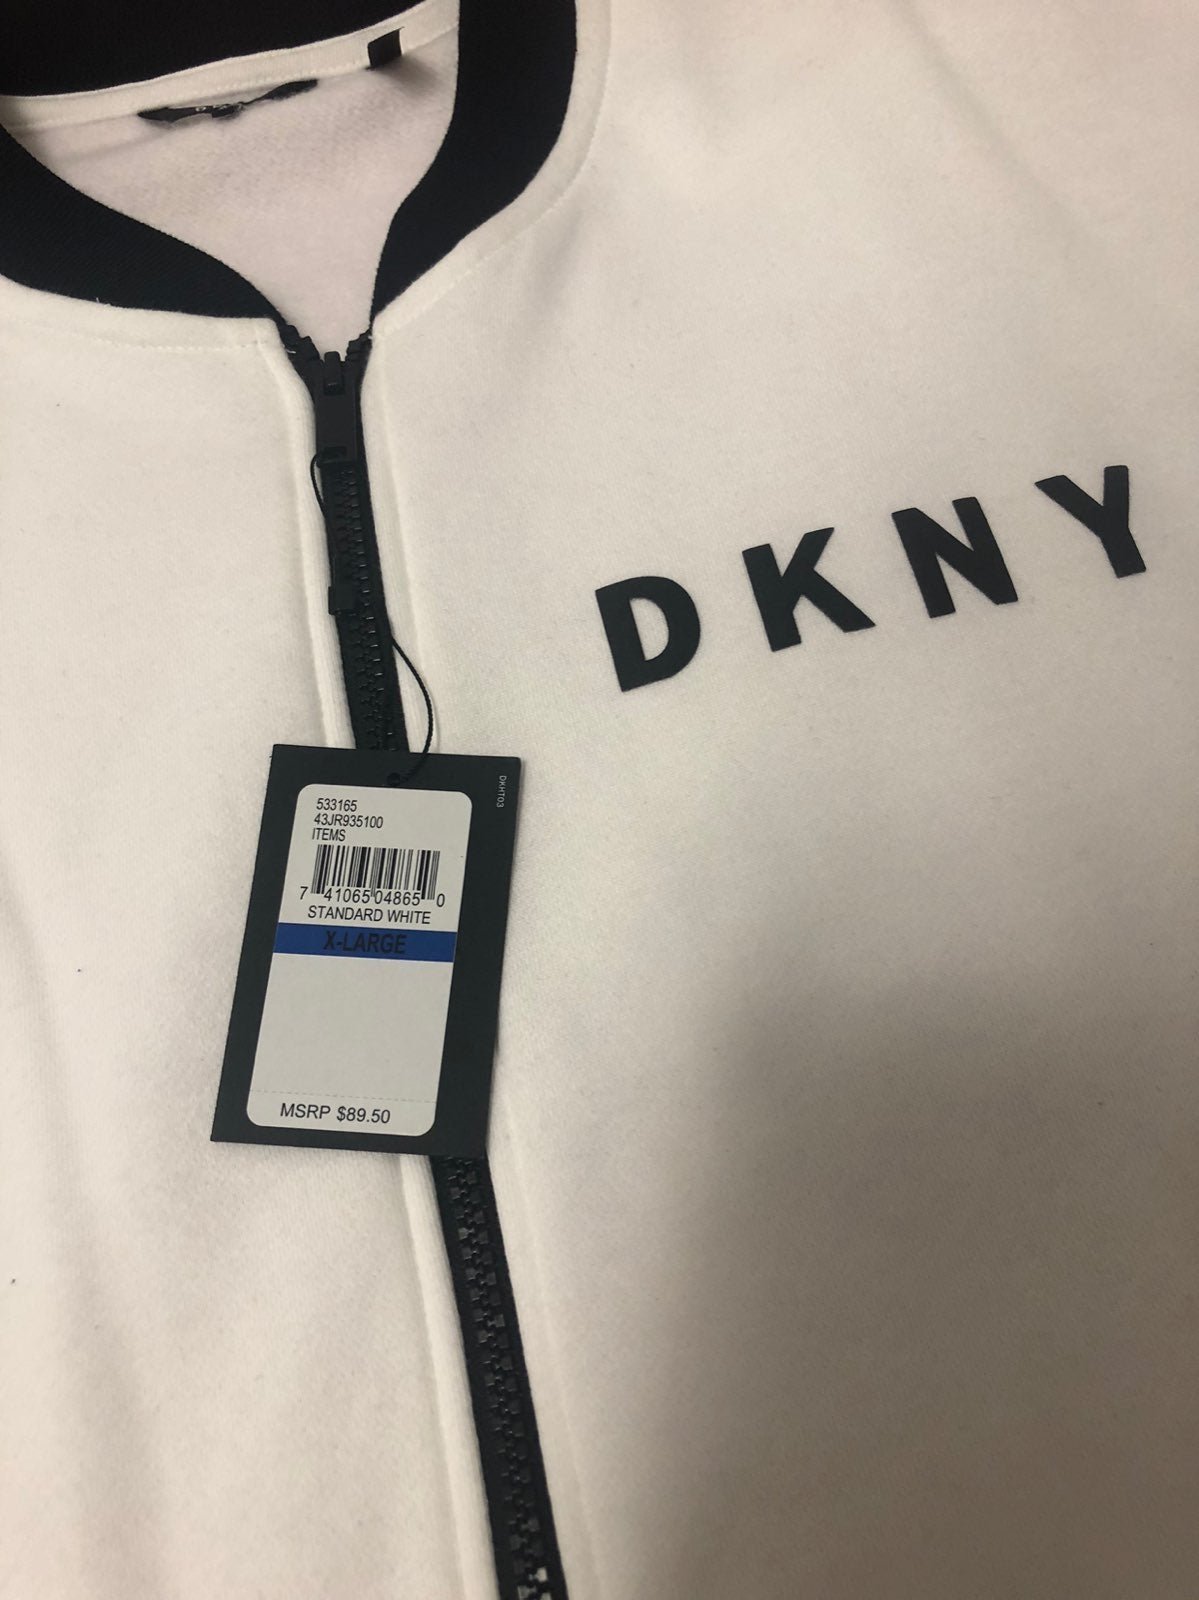 DKNY
DKHT03
533165
43JR935100
ITEMS
7 41065 04865 0
STANDARD WHITE
X-LARGE
MSRP $89.50